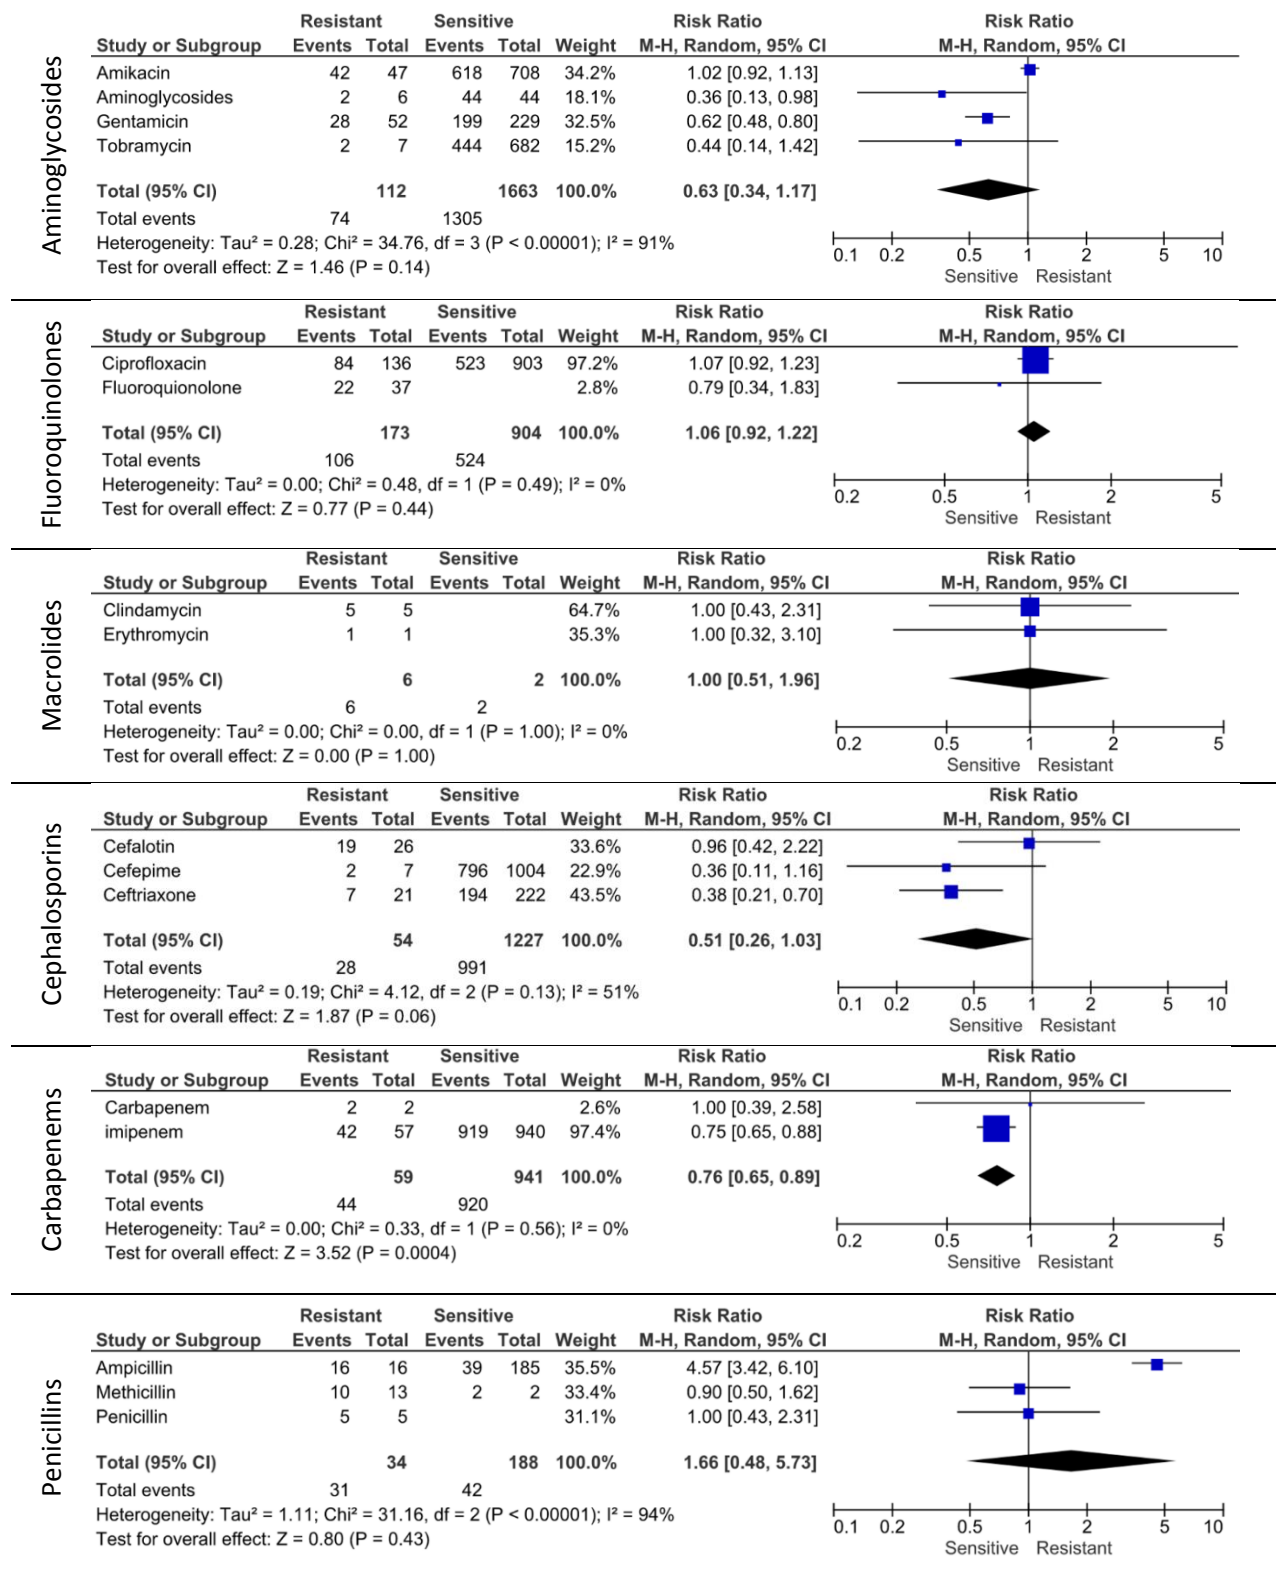 Aminoglycosides
Resistant Sensitive Risk Ratio Risk Ratio
Study or Subgroup Events Total Events Total Weight M-H, Random, 95% CI M-H, Random, 95% CI
Amikacin 42 47 618 708 34.2% 1.02 [0.92, 1.13]
Aminoglycosides 2 6 44 44 18.1% 0.36 [0.13, 0.98]
Gentamicin 28 52 199 229 32.5% 0.62 [0.48, 0.80]
Tobramycin 2 7 444 682 15.2% 0.44 [0.14, 1.42]
Total (95% CI) 112 1663 100.0% 0.63 [0.34, 1.17]
Total events 74 1305
Heterogeneity: Tau² = 0.28; Chi² = 34.76, df = 3 (P < 0.00001); I² = 91%
Test for overall effect: Z = 1.46 (P = 0.14)
0.1 0.2 0.5 1 2 5 10
Sensitive Resistant
Fluoroquinolones
Resistant Sensitive Risk Ratio Risk Ratio
Study or Subgroup Events Total Events Total Weight M-H, Random, 95% CI M-H, Random, 95% CI
Ciprofloxacin 84 136 523 903 97.2% 1.07 [0.92, 1.23]
Fluoroquionolone 22 37 2.8% 0.79 [0.34, 1.83]
Total (95% CI) 173 904 100.0% 1.06 [0.92, 1.22]
Total events 106 524
Heterogeneity: Tau² = 0.00; Chi² = 0.48, df = 1 (P = 0.49); I² = 0%
Test for overall effect: Z = 0.77 (P = 0.44)
0.2 0.5 1 2 5
Sensitive Resistant
Macrolides
Resistant Sensitive Risk Ratio Risk Ratio
Study or Subgroup Events Total Events Total Weight M-H, Random, 95% CI M-H, Random, 95% CI
Clindamycin 5 5 64.7% 1.00 [0.43, 2.31]
Erythromycin 1 1 35.3% 1.00 [0.32, 3.10]
Total (95% CI) 6 2 100.0% 1.00 [0.51, 1.96]
Total events 6 2
Heterogeneity: Tau² = 0.00; Chi² = 0.00, df = 1 (P = 1.00); I² = 0%
Test for overall effect: Z = 0.00 (P = 1.00)
0.2 0.5 1 2 5
Sensitive Resistant
Cephalosporins
Resistant Sensitive Risk Ratio Risk Ratio
Study or Subgroup Events Total Events Total Weight M-H, Random, 95% CI M-H, Random, 95% CI
Cefalotin 19 26 33.6% 0.96 [0.42, 2.22]
Cefepime 2 7 796 1004 22.9% 0.36 [0.11, 1.16]
Ceftriaxone 7 21 194 222 43.5% 0.38 [0.21, 0.70]
Total (95% CI) 54 1227 100.0% 0.51 [0.26, 1.03]
Total events 28 991
Heterogeneity: Tau² = 0.19; Chi² = 4.12, df = 2 (P = 0.13); I² = 51%
Test for overall effect: Z = 1.87 (P = 0.06)
0.1 0.2 0.5 1 2 5 10
Sensitive Resistant
Carbapenems
Resistant Sensitive Risk Ratio Risk Ratio
Study or Subgroup Events Total Events Total Weight M-H, Random, 95% CI M-H, Random, 95% CI
Carbapenem 2 2 2.6% 1.00 [0.39, 2.58]
imipenem 42 57 919 940 97.4% 0.75 [0.65, 0.88]
Total (95% CI) 59 941 100.0% 0.76 [0.65, 0.89]
Total events 44 920
Heterogeneity: Tau² = 0.00; Chi² = 0.33, df = 1 (P = 0.56); I² = 0%
Test for overall effect: Z = 3.52 (P = 0.0004)
0.2 0.5 1 2 5
Sensitive Resistant
Penicillins
Resistant Sensitive Risk Ratio Risk Ratio
Study or Subgroup Events Total Events Total Weight M-H, Random, 95% CI M-H, Random, 95% CI
Ampicillin 16 16 39 185 35.5% 4.57 [3.42, 6.10]
Methicillin 10 13 2 2 33.4% 0.90 [0.50, 1.62]
Penicillin 5 5 31.1% 1.00 [0.43, 2.31]
Total (95% CI) 34 188 100.0% 1.66 [0.48, 5.73]
Total events 31 42
Heterogeneity: Tau² = 1.11; Chi² = 31.16, df = 2 (P < 0.00001); I² = 94%
Test for overall effect: Z = 0.80 (P = 0.43)
0.1 0.2 0.5 1 2 5 10
Sensitive Resistant